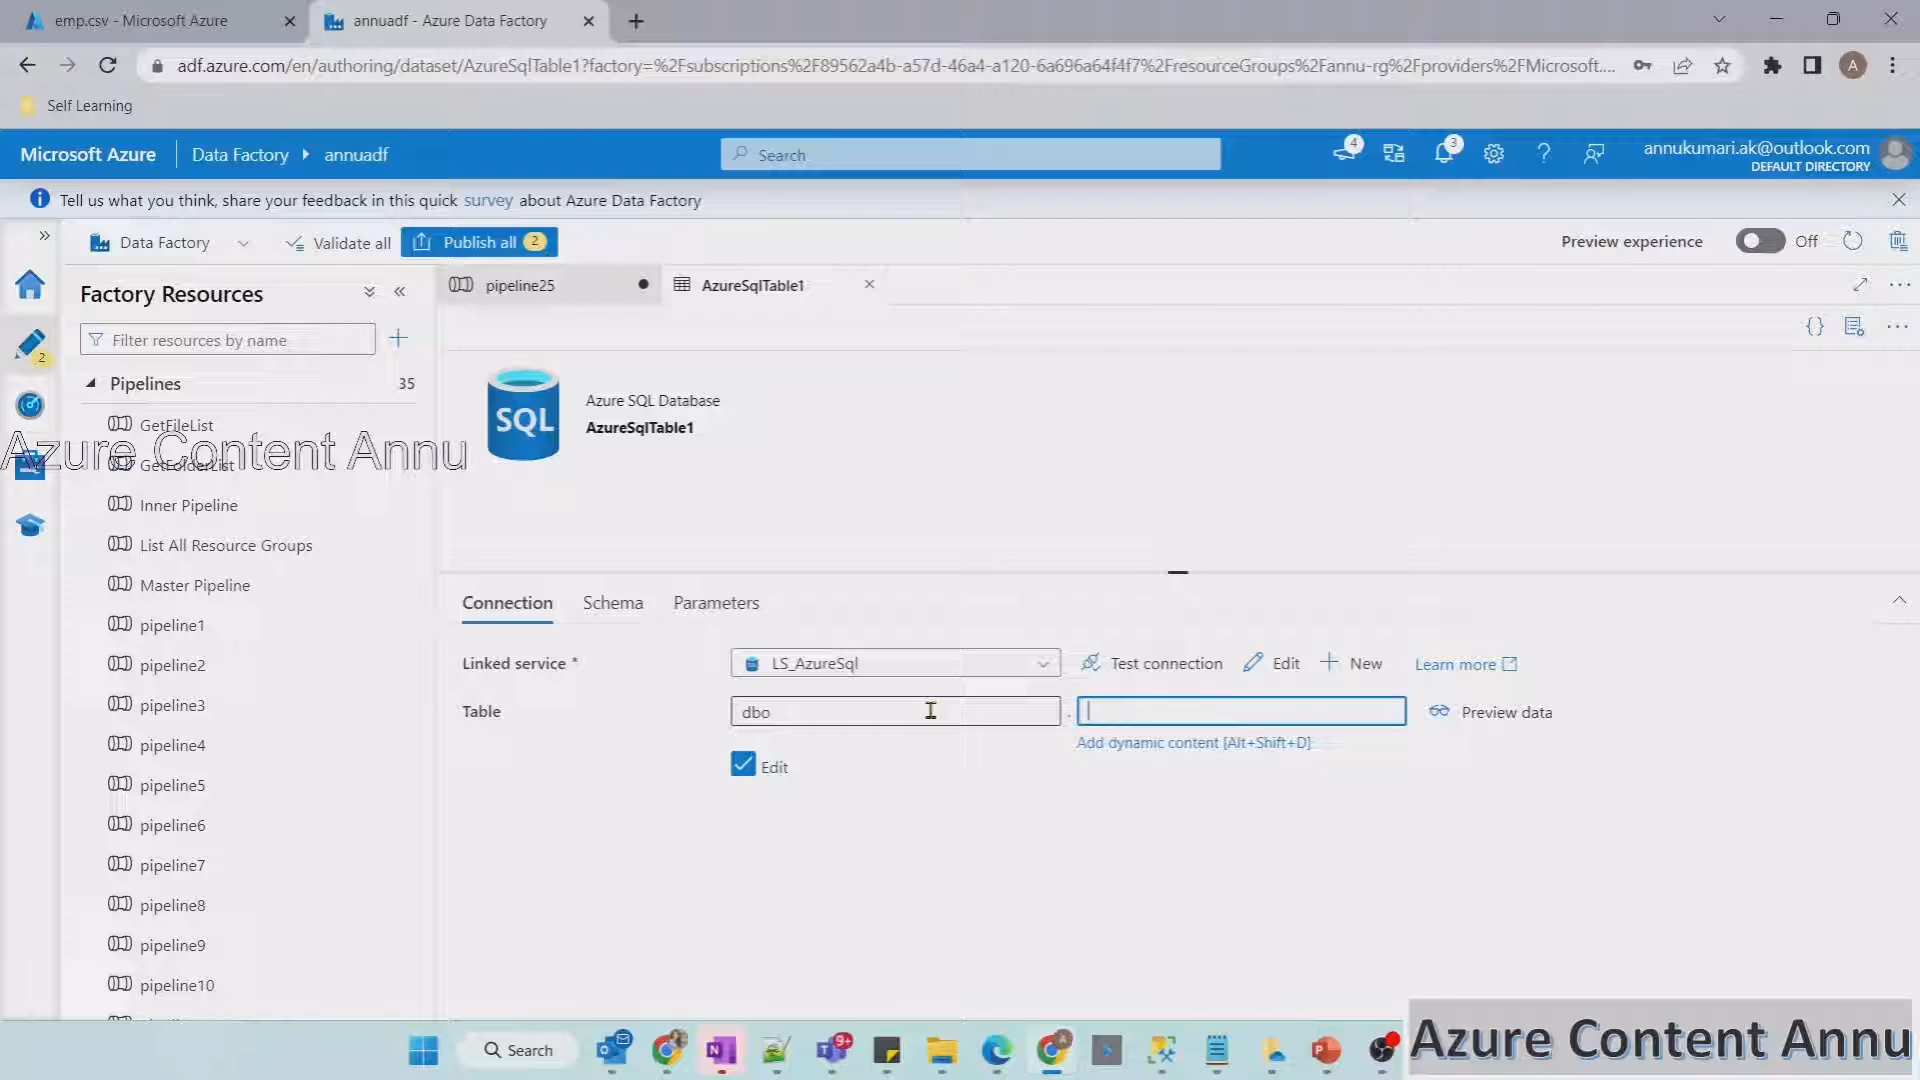 emp.csv - Microsoft Azure
annuadf - Azure Data Factory
adf.azure.com/en/authoring/dataset/AzureSqlTable1?factory=%2Fsubscriptions%2F89562a4b-a57d-46a4-a120-6a696a64f4f7%2FresourceGroups%2Fannu-rg%2Fproviders%2FMicrosoft....
A
Self Learning
Microsoft Azure
Data Factory
annuadf
Search
4
3
annukumari.ak@outlook.com
DEFAULT DIRECTORY
Tell us what you think, share your feedback in this quick survey about Azure Data Factory
Data Factory
Validate all
Publish all 2
Preview experience
Off
Factory Resources
pipeline25
AzureSqlTable1
Filter resources by name
2
Pipelines 35
SQL
Azure SQL Database
AzureSqlTable1
GetFileList
Azure Content Annu
GetFolderList
Inner Pipeline
List All Resource Groups
Master Pipeline
pipeline1
pipeline2
pipeline3
pipeline4
pipeline5
pipeline6
pipeline7
pipeline8
pipeline9
pipeline10
Connection
Schema
Parameters
Linked service *
LS_AzureSql
Test connection
Edit
New
Learn more
Table
dbo
.
Preview data
Add dynamic content [Alt+Shift+D]
Edit
Search
9+
Azure Content Annu